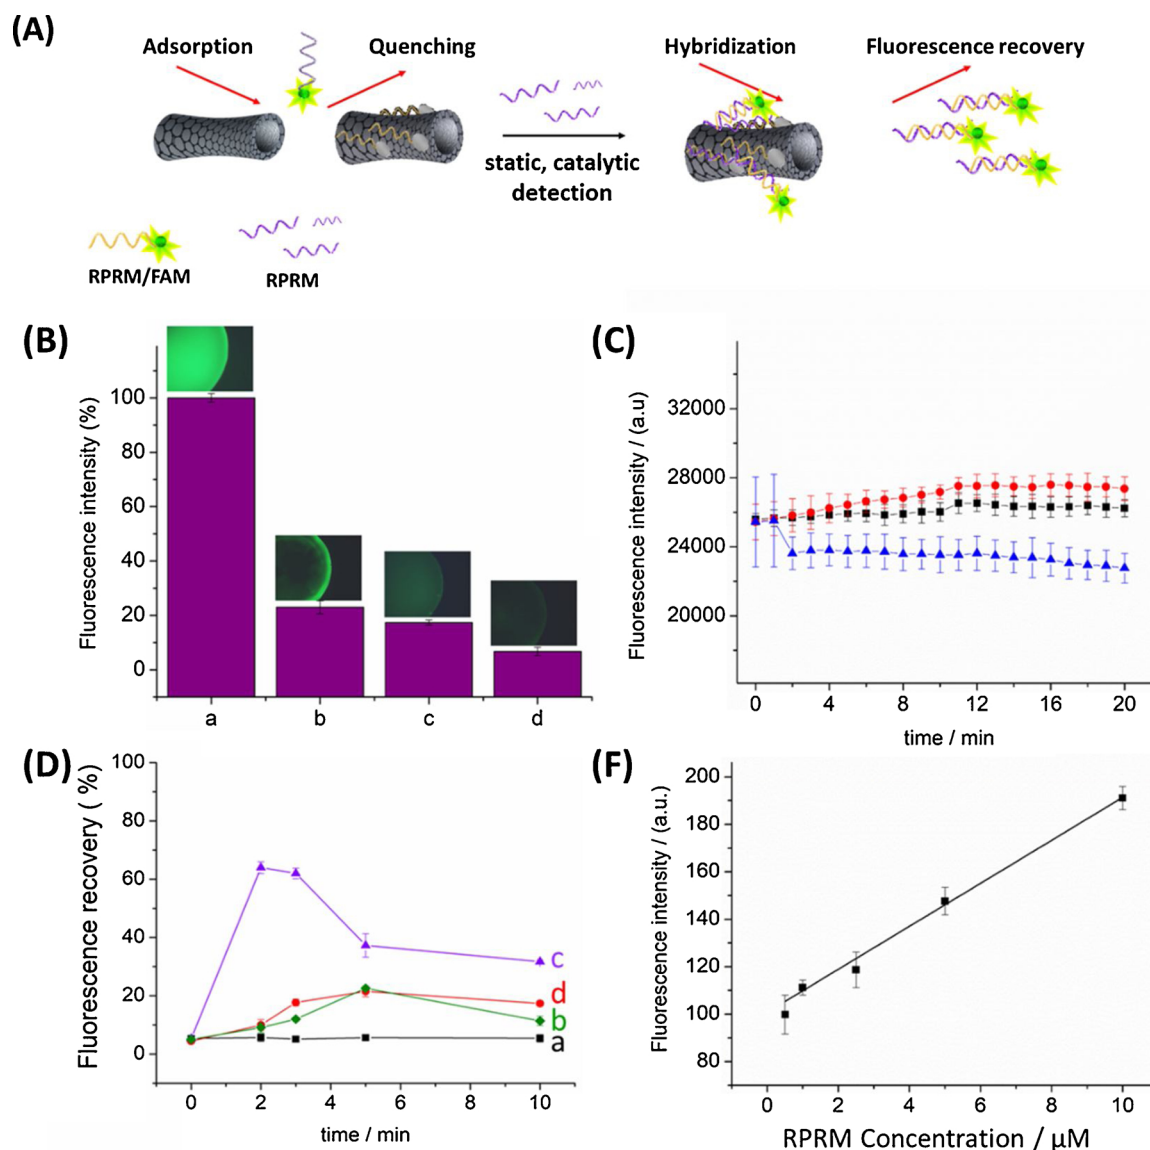 (A)
Adsorption
Quenching
Hybridization
Fluorescence recovery
static, catalytic
detection
RPRM/FAM
RPRM
(B)
Fluorescence intensity (%)
100
80
60
40
20
0
a b c d
(C)
Fluorescence intensity / (a.u)
32000
28000
24000
20000
0 4 8 12 16 20
time / min
(D)
Fluorescence recovery ( %)
100
80
60
40
20
0
c
d
b
a
0 2 4 6 8 10
time / min
(F)
Fluorescence intensity / (a.u.)
200
180
160
140
120
100
80
0 2 4 6 8 10
RPRM Concentration / μM